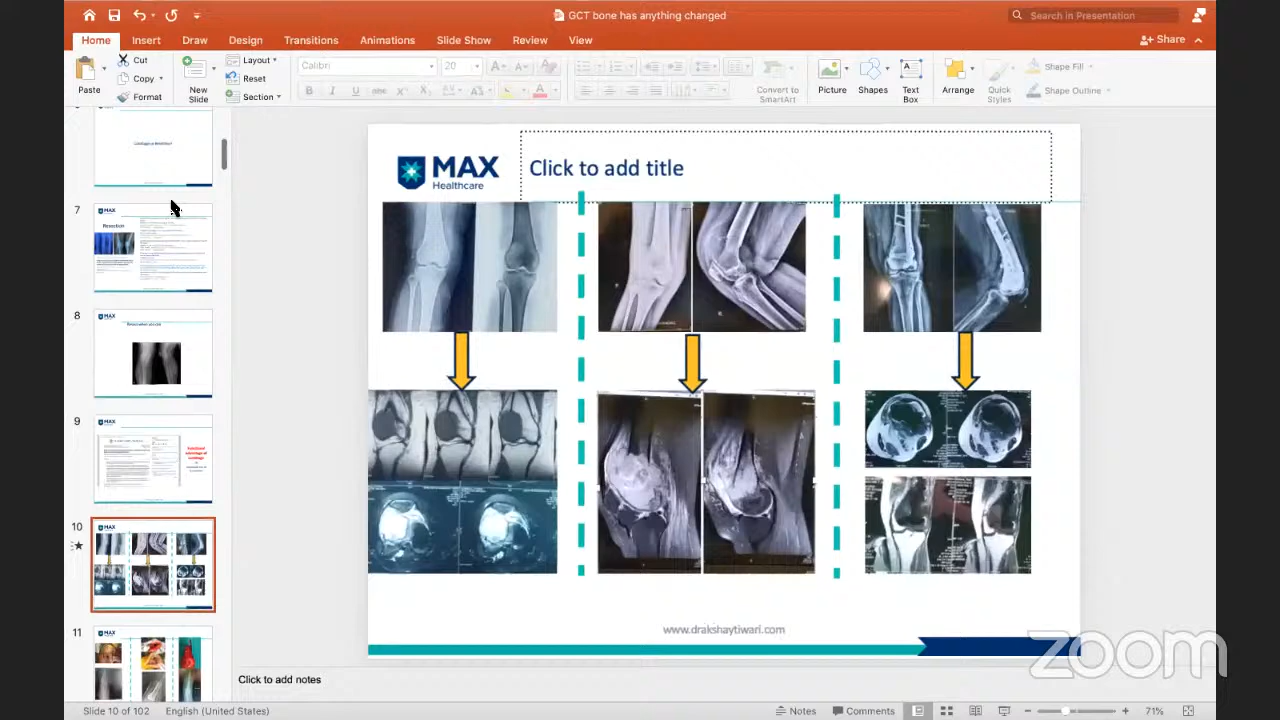 GCT bone has anything changed
Search in Presentation
Home Insert Draw Design Transitions Animations Slide Show Review View
Share
Paste
Cut
Copy
Format
New
Slide
Layout
Reset
Section
Calibri
20
Convert to
SmartArt
Picture
Shapes
Text
Box
Arrange
Quick
Styles
Shape Fill
Shape Outline
7
8
9
10
11
MAX
Healthcare
Click to add title
www.drakshaytiwari.com
zoom
Click to add notes
Slide 10 of 102 English (United States) Notes Comments 71%